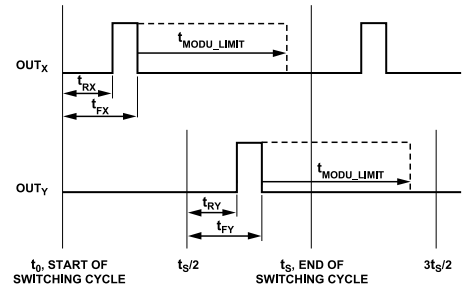 OUTX
tMODU_LIMIT
tRX
tFX
OUTY
tMODU_LIMIT
tRY
tFY
t0, START OF
SWITCHING CYCLE
tS/2
tS, END OF
SWITCHING CYCLE
3tS/2